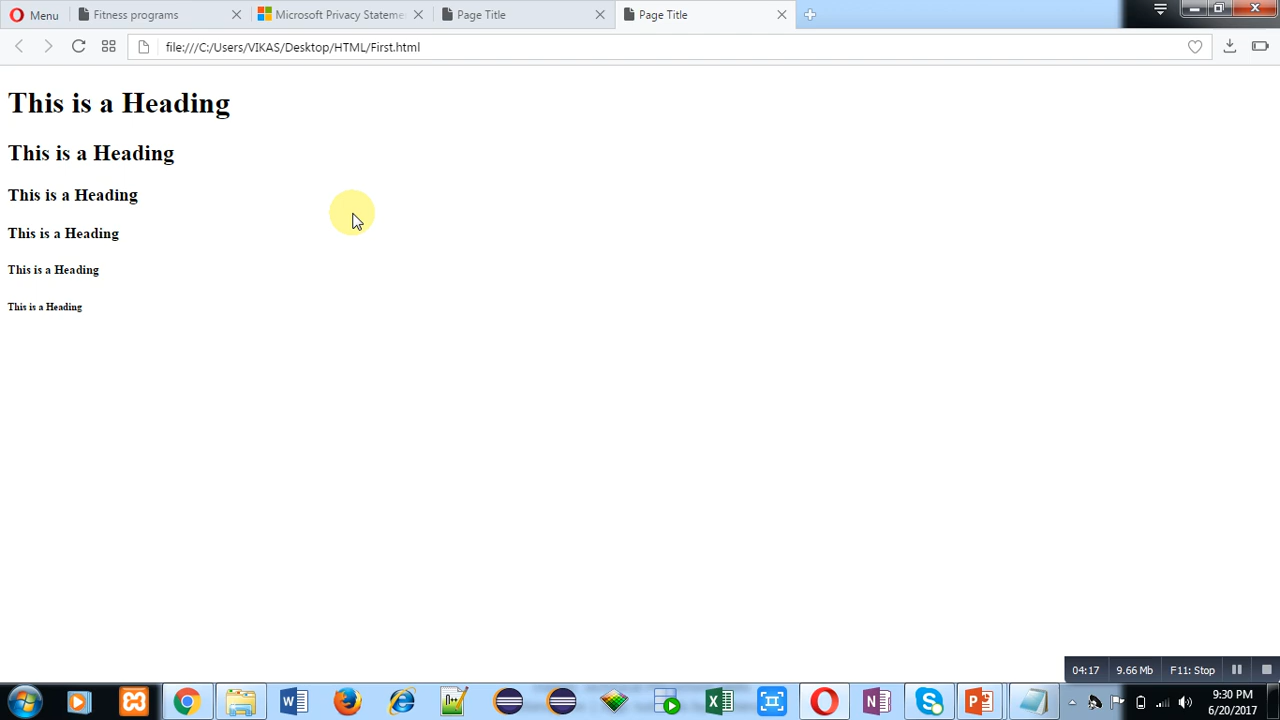 Menu
Fitness programs
Microsoft Privacy Stateme
Page Title
Page Title
file:///C:/Users/VIKAS/Desktop/HTML/First.html
This is a Heading
This is a Heading
This is a Heading
This is a Heading
This is a Heading
This is a Heading
04:17
9.66 Mb
F11: Stop
9:30 PM
6/20/2017